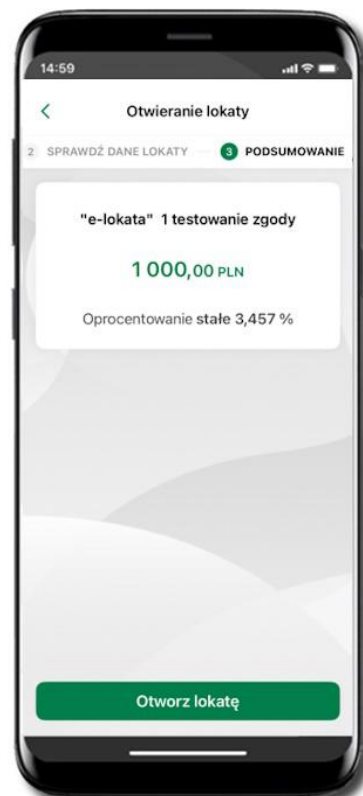 14:59
Otwieranie lokaty
2 SPRAWDŹ DANE LOKATY 3 PODSUMOWANIE
"e-lokata" 1 testowanie zgody
1 000,00 PLN
Oprocentowanie stałe 3,457 %
Otworz lokatę